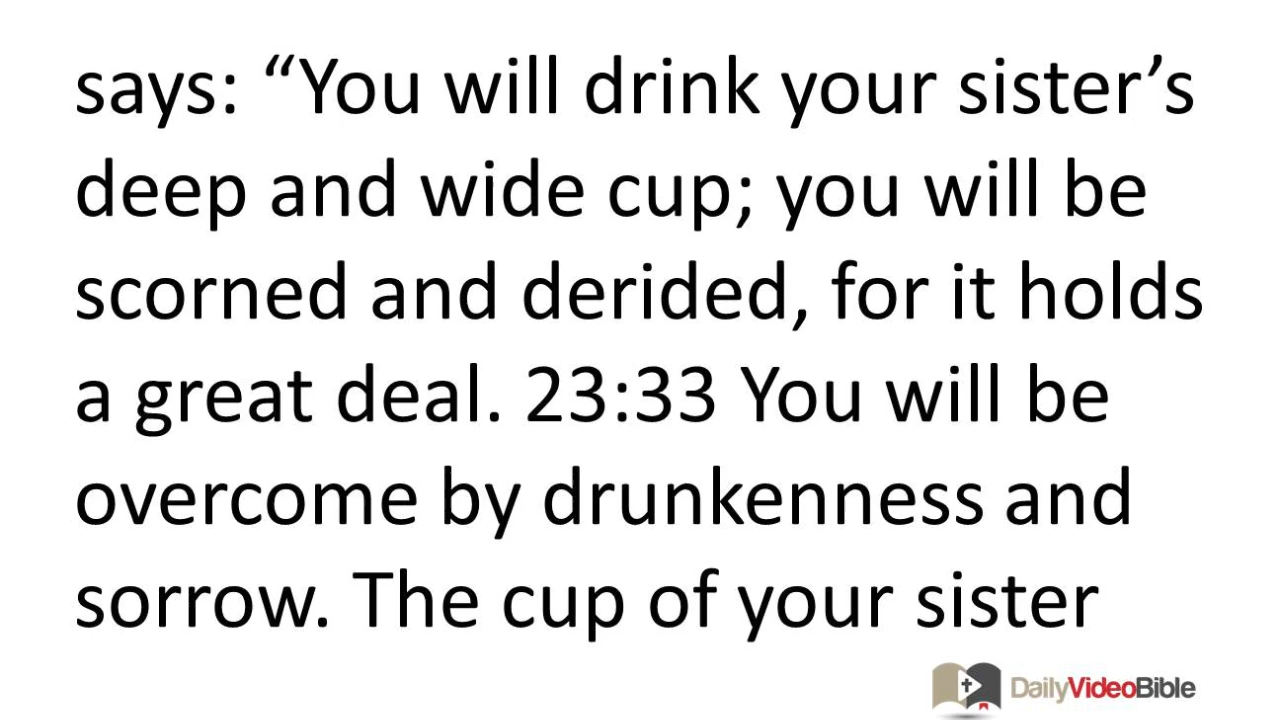 says: “You will drink your sister’s
deep and wide cup; you will be
scorned and derided, for it holds
a great deal. 23:33 You will be
overcome by drunkenness and
sorrow. The cup of your sister
DailyVideoBible